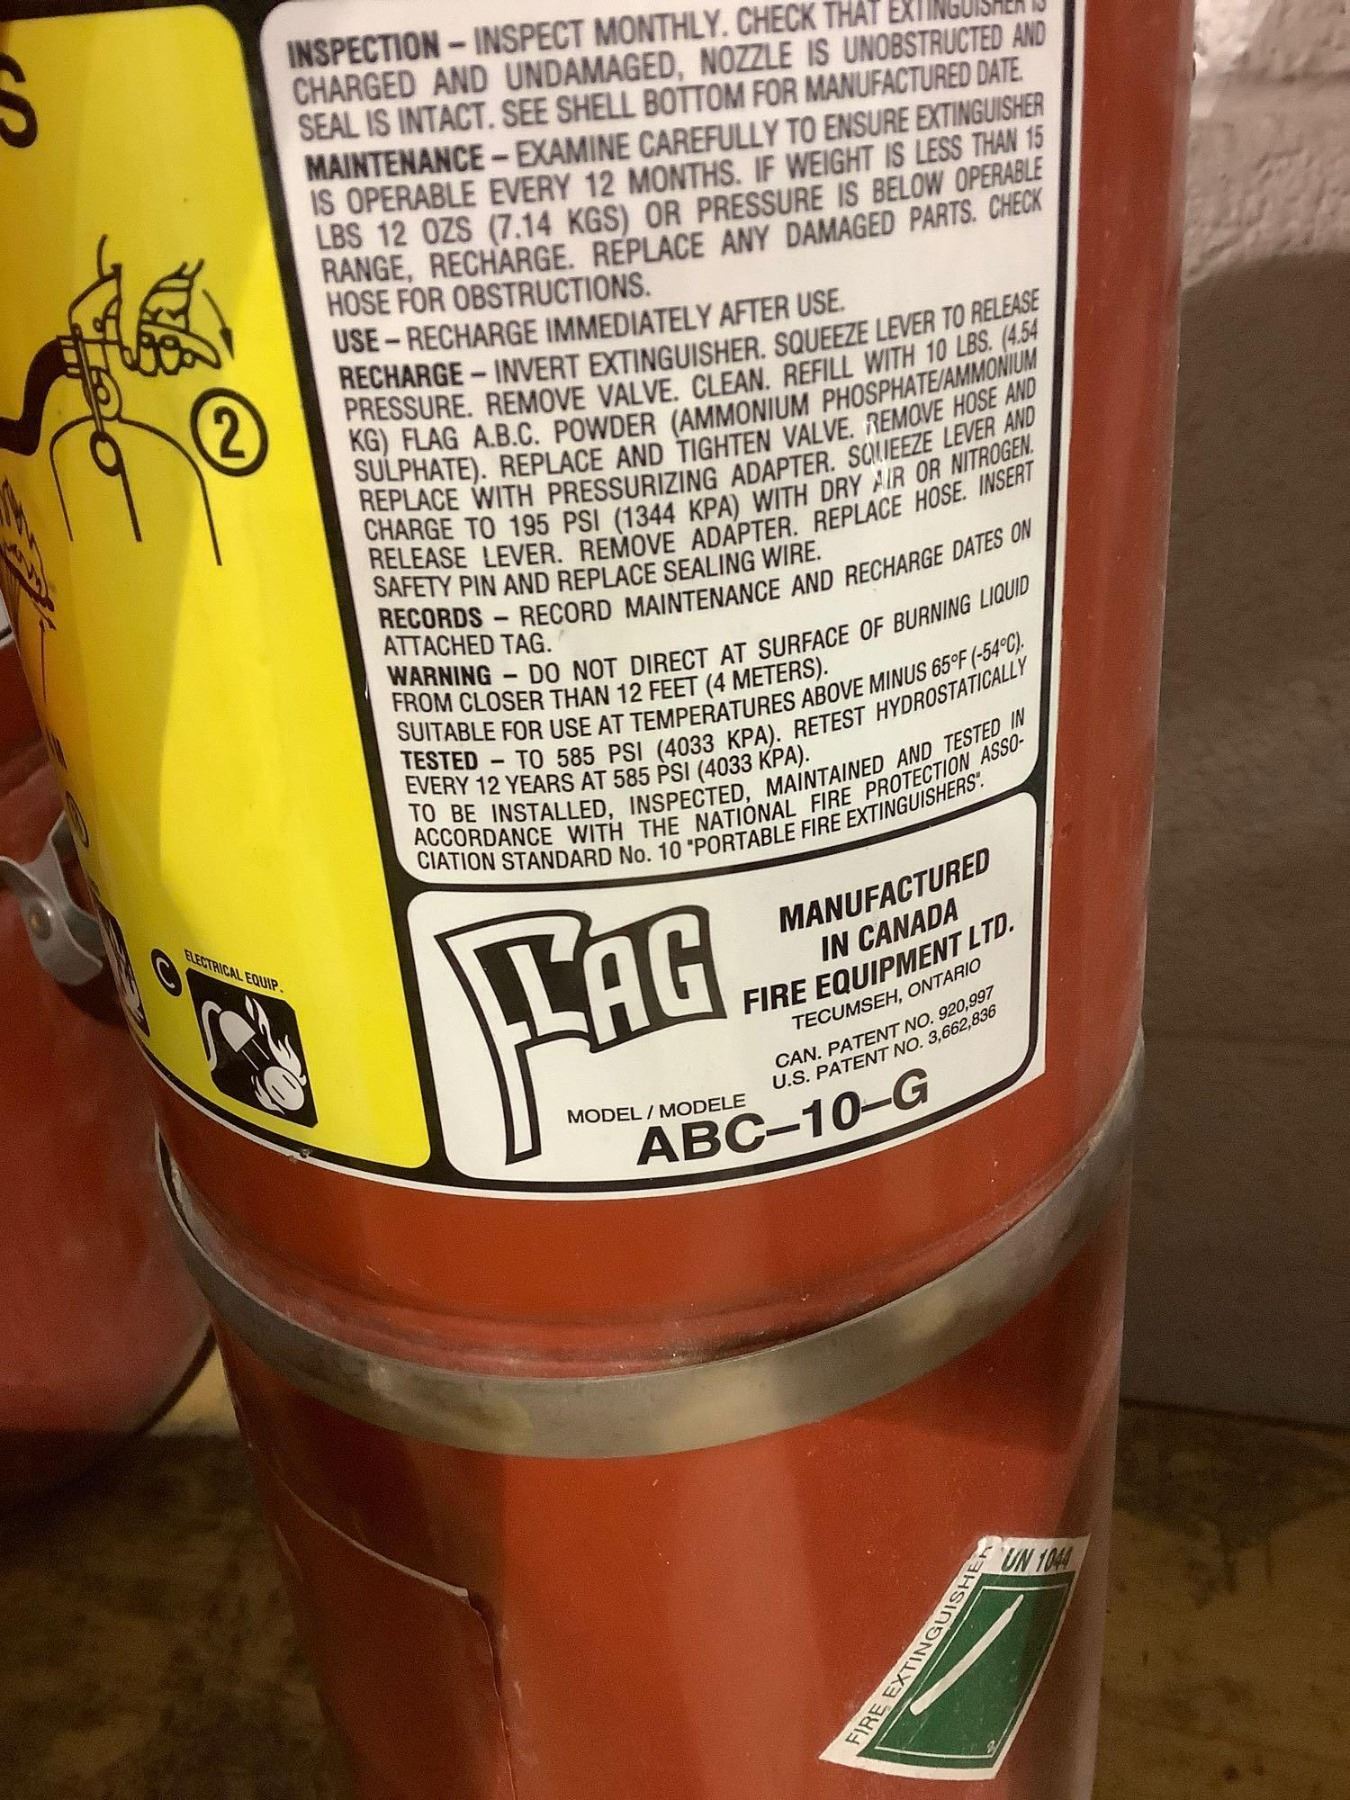 S
INSPECTION – INSPECT MONTHLY. CHECK THAT EXTINGUISHER IS
CHARGED AND UNDAMAGED, NOZZLE IS UNOBSTRUCTED AND
SEAL IS INTACT. SEE SHELL BOTTOM FOR MANUFACTURED DATE.
MAINTENANCE – EXAMINE CAREFULLY TO ENSURE EXTINGUISHER
IS OPERABLE EVERY 12 MONTHS. IF WEIGHT IS LESS THAN 15
LBS 12 OZS (7.14 KGS) OR PRESSURE IS BELOW OPERABLE
RANGE, RECHARGE. REPLACE ANY DAMAGED PARTS. CHECK
HOSE FOR OBSTRUCTIONS.
USE – RECHARGE IMMEDIATELY AFTER USE.
RECHARGE – INVERT EXTINGUISHER. SQUEEZE LEVER TO RELEASE
PRESSURE. REMOVE VALVE. CLEAN. REFILL WITH 10 LBS. (4.54
KG) FLAG A.B.C. POWDER (AMMONIUM PHOSPHATE/AMMONIUM
SULPHATE). REPLACE AND TIGHTEN VALVE. REMOVE HOSE AND
REPLACE WITH PRESSURIZING ADAPTER. SQUEEZE LEVER AND
CHARGE TO 195 PSI (1344 KPA) WITH DRY AIR OR NITROGEN.
RELEASE LEVER. REMOVE ADAPTER. REPLACE HOSE. INSERT
SAFETY PIN AND REPLACE SEALING WIRE.
RECORDS – RECORD MAINTENANCE AND RECHARGE DATES ON
ATTACHED TAG.
WARNING – DO NOT DIRECT AT SURFACE OF BURNING LIQUID
FROM CLOSER THAN 12 FEET (4 METERS).
SUITABLE FOR USE AT TEMPERATURES ABOVE MINUS 65°F (-54°C).
TESTED – TO 585 PSI (4033 KPA). RETEST HYDROSTATICALLY
EVERY 12 YEARS AT 585 PSI (4033 KPA).
TO BE INSTALLED, INSPECTED, MAINTAINED AND TESTED IN
ACCORDANCE WITH THE NATIONAL FIRE PROTECTION ASSO-
CIATION STANDARD No. 10 "PORTABLE FIRE EXTINGUISHERS".
2
C ELECTRICAL EQUIP.
FLAG
MANUFACTURED
IN CANADA
FIRE EQUIPMENT LTD.
TECUMSEH, ONTARIO
CAN. PATENT NO. 920,997
U.S. PATENT NO. 3,662,836
MODEL / MODELE
ABC–10–G
FIRE EXTINGUISHER
UN 1044